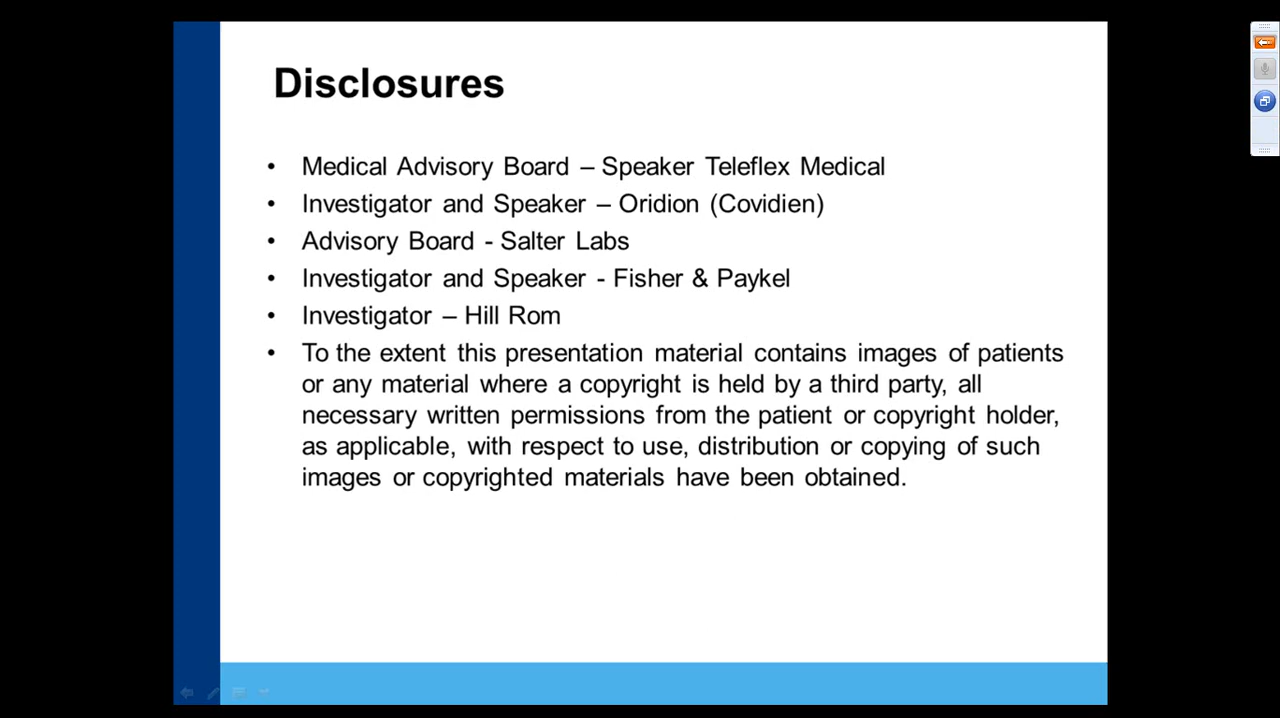 Disclosures
• Medical Advisory Board – Speaker Teleflex Medical
• Investigator and Speaker – Oridion (Covidien)
• Advisory Board - Salter Labs
• Investigator and Speaker - Fisher & Paykel
• Investigator – Hill Rom
• To the extent this presentation material contains images of patients
or any material where a copyright is held by a third party, all
necessary written permissions from the patient or copyright holder,
as applicable, with respect to use, distribution or copying of such
images or copyrighted materials have been obtained.